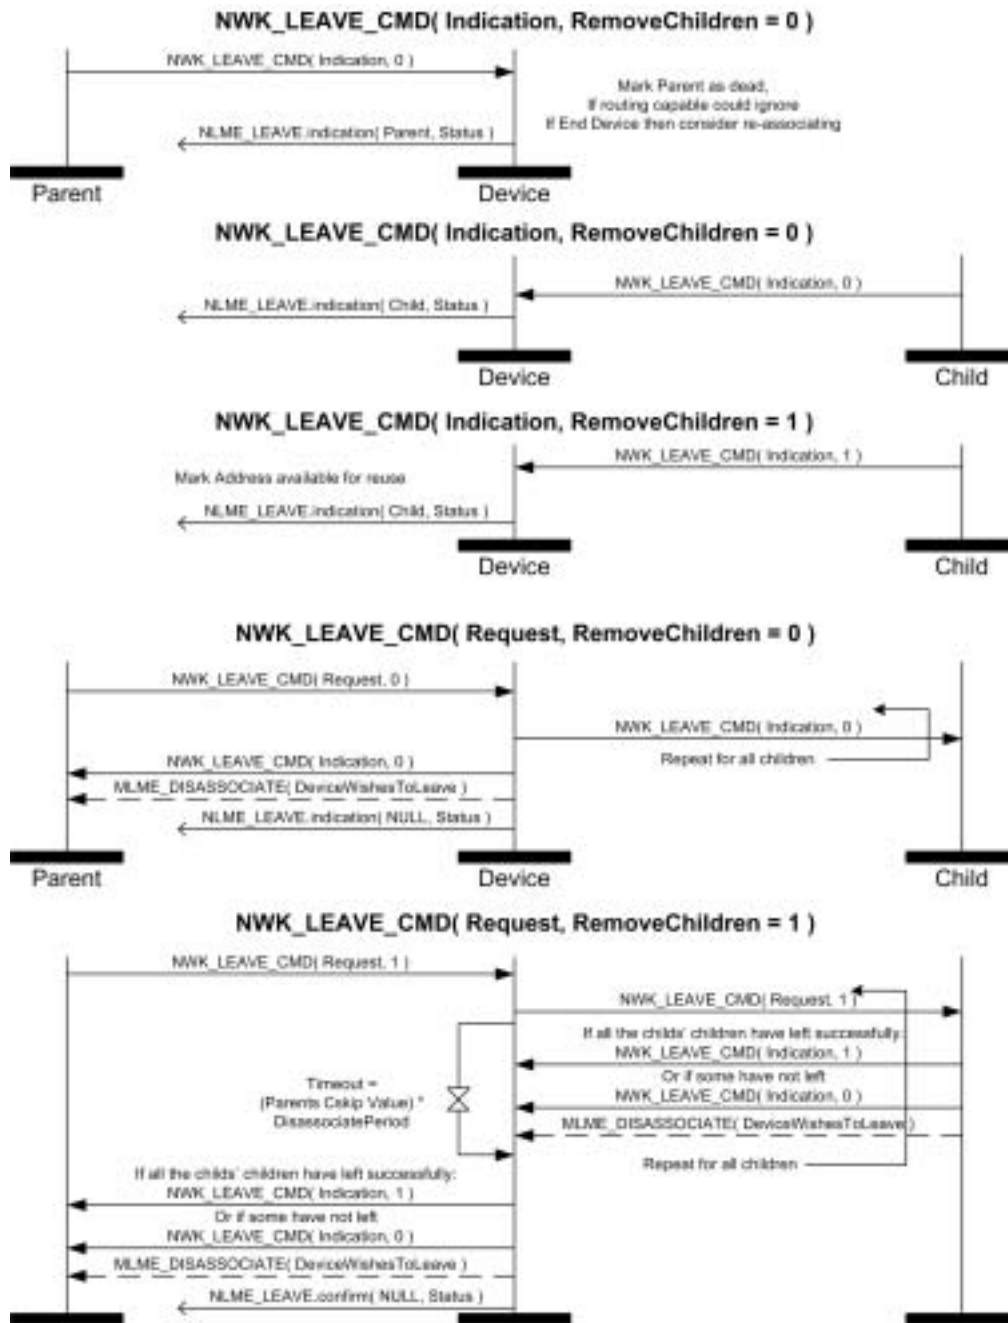 NWK_LEAVE_CMD( Indication, RemoveChildren = 0 )
NWK_LEAVE_CMD( Indication, 0 )
Mark Parent as dead,
If routing capable could ignore
If End Device then consider re-associating
NLME_LEAVE.indication( Parent, Status )
Parent
Device
NWK_LEAVE_CMD( Indication, RemoveChildren = 0 )
NWK_LEAVE_CMD( Indication, 0 )
NLME_LEAVE.indication( Child, Status )
Device
Child
NWK_LEAVE_CMD( Indication, RemoveChildren = 1 )
NWK_LEAVE_CMD( Indication, 1 )
Mark Address available for reuse
NLME_LEAVE.indication( Child, Status )
Device
Child
NWK_LEAVE_CMD( Request, RemoveChildren = 0 )
NWK_LEAVE_CMD( Request, 0 )
NWK_LEAVE_CMD( Indication, 0 )
Repeat for all children
NWK_LEAVE_CMD( Indication, 0 )
MLME_DISASSOCIATE( DeviceWishesToLeave )
NLME_LEAVE.indication( NULL, Status )
Parent
Device
Child
NWK_LEAVE_CMD( Request, RemoveChildren = 1 )
NWK_LEAVE_CMD( Request, 1 )
NWK_LEAVE_CMD( Request, 1 )
If all the childs' children have left successfully:
NWK_LEAVE_CMD( Indication, 1 )
Or if some have not left
NWK_LEAVE_CMD( Indication, 0 )
MLME_DISASSOCIATE( DeviceWishesToLeave )
Repeat for all children
Timeout =
(Parents Cskip Value) *
DisassociatePeriod
If all the childs' children have left successfully:
NWK_LEAVE_CMD( Indication, 1 )
Or if some have not left
NWK_LEAVE_CMD( Indication, 0 )
MLME_DISASSOCIATE( DeviceWishesToLeave )
NLME_LEAVE.confirm( NULL, Status )